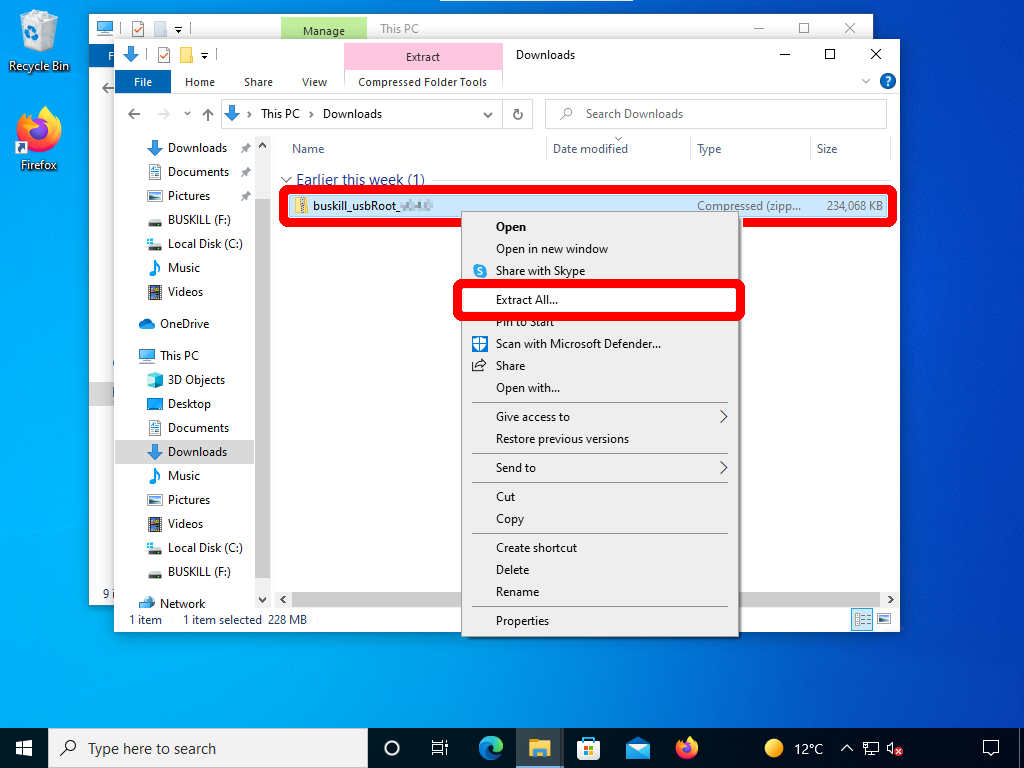 Recycle Bin
Firefox
Manage
This PC
Extract
Downloads
File
Home
Share
View
Compressed Folder Tools
This PC
Downloads
Search Downloads
Name
Date modified
Type
Size
Downloads
Documents
Pictures
BUSKILL (F:)
Local Disk (C:)
Music
Videos
OneDrive
This PC
3D Objects
Desktop
Documents
Downloads
Music
Pictures
Videos
Local Disk (C:)
BUSKILL (F:)
Network
Earlier this week (1)
buskill_usbRoot_
Compressed (zipp...
234,068 KB
Open
Open in new window
Share with Skype
Extract All...
Pin to Start
Scan with Microsoft Defender...
Share
Open with...
Give access to
Restore previous versions
Send to
Cut
Copy
Create shortcut
Delete
Rename
Properties
1 item
1 item selected 228 MB
Type here to search
12°C